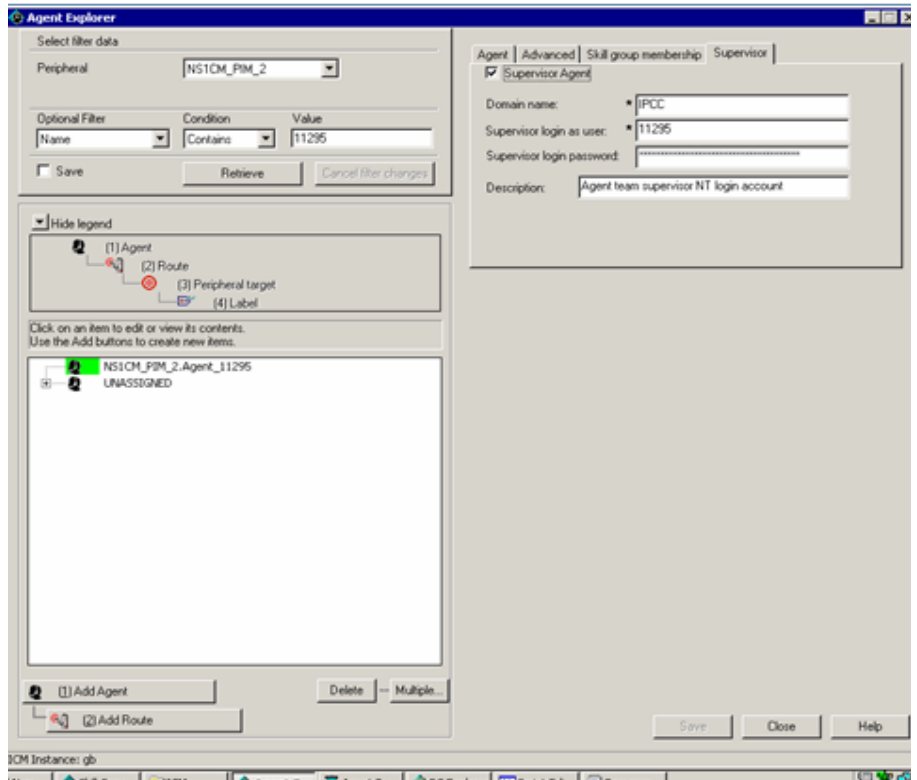 Agent Explorer
Select filter data
Peripheral NS1CM_PIM_2
Optional Filter Condition Value
Name Contains 11295
Save Retrieve Cancel filter changes
Hide legend
(1) Agent
(2) Route
(3) Peripheral target
(4) Label
Click on an item to edit or view its contents.
Use the Add buttons to create new items.
NS1CM_PIM_2.Agent_11295
UNASSIGNED
(1) Add Agent Delete Multiple...
(2) Add Route
Agent Advanced Skill group membership Supervisor
Supervisor Agent
Domain name: * IPCC
Supervisor login as user: * 11295
Supervisor login password:
Description: Agent team supervisor NT login account
Save Close Help
ICM Instance: gb